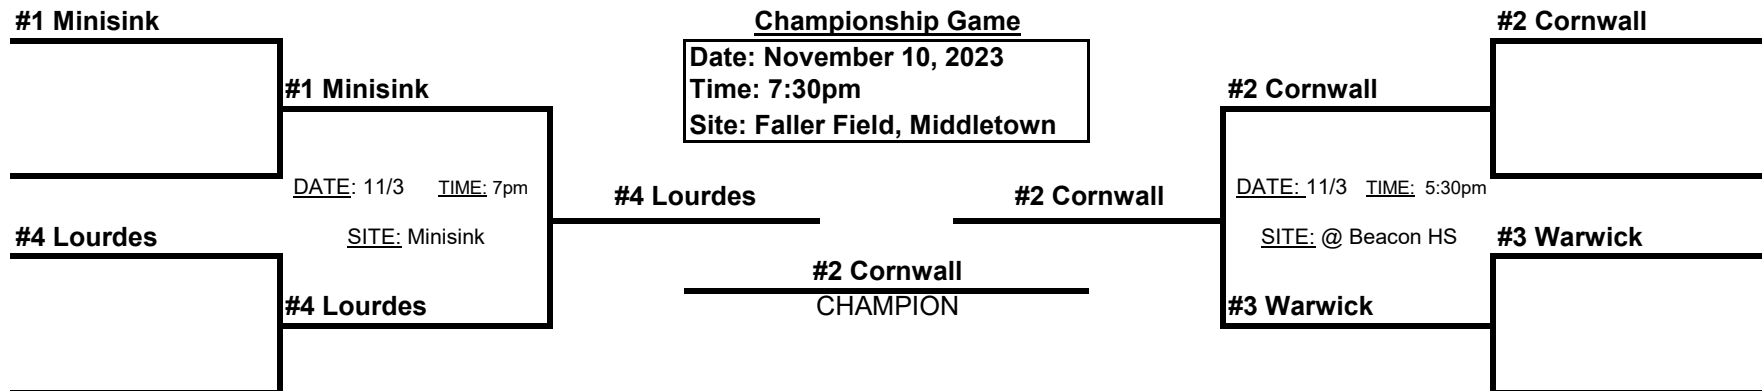 #1 Minisink
Championship Game
#2 Cornwall
Date: November 10, 2023
#1 Minisink
Time: 7:30pm
#2 Cornwall
Site: Faller Field, Middletown
DATE: 11/3 TIME: 7pm
#4 Lourdes
#2 Cornwall
DATE: 11/3 TIME: 5:30pm
#4 Lourdes
SITE: Minisink
SITE: @ Beacon HS
#3 Warwick
#2 Cornwall
#4 Lourdes
CHAMPION
#3 Warwick